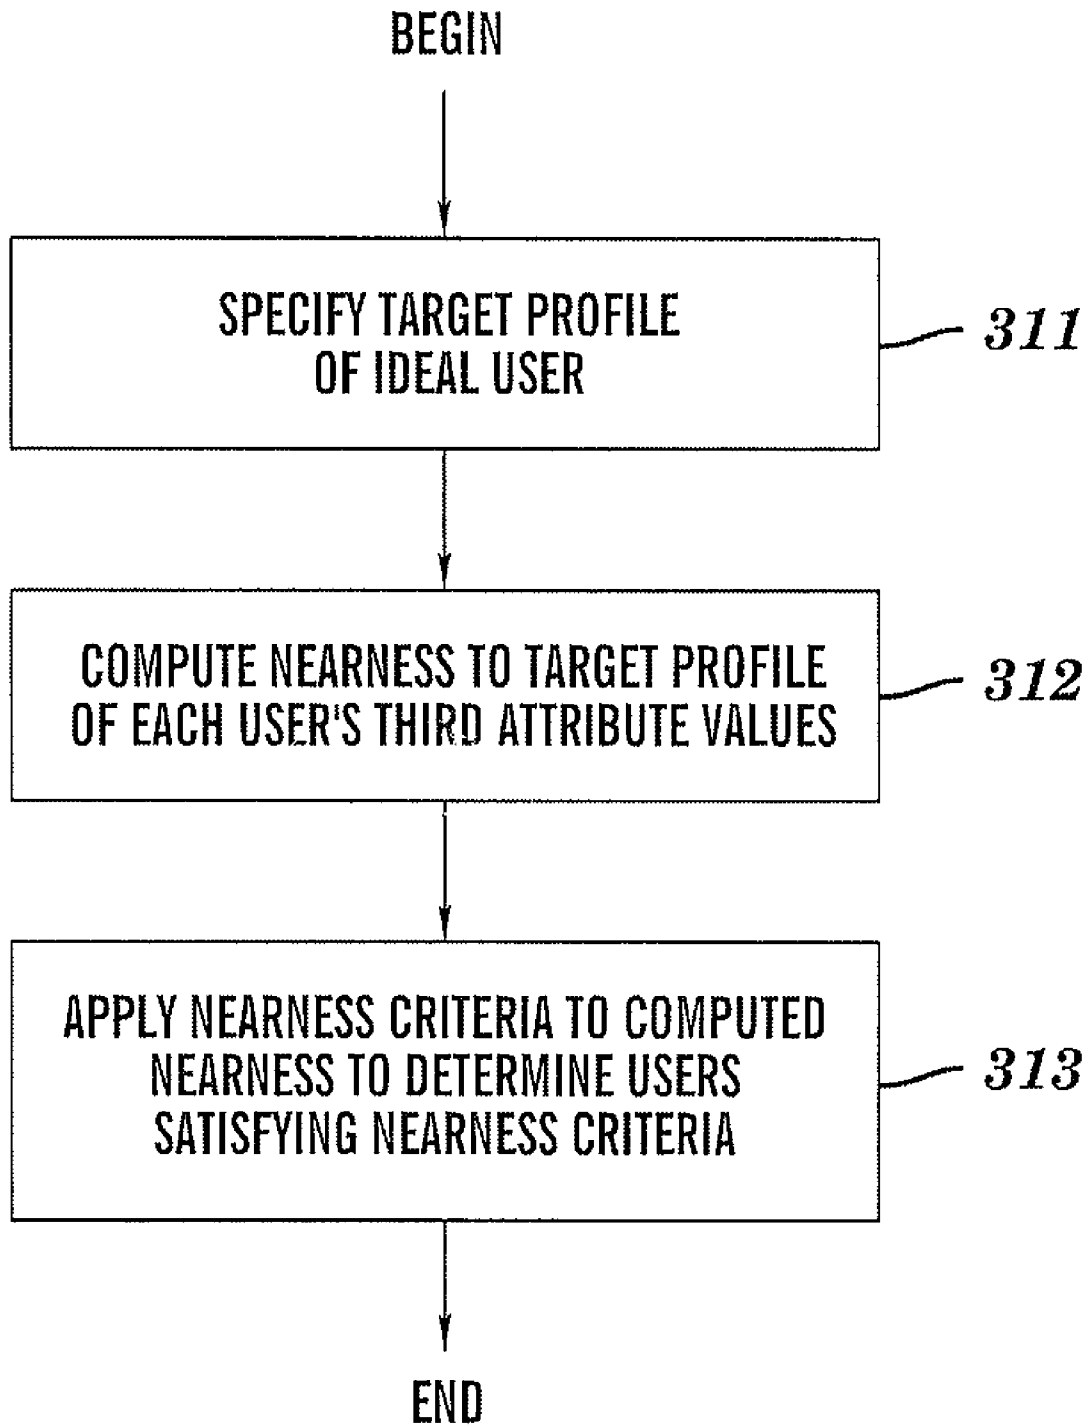 BEGIN
SPECIFY TARGET PROFILE
OF IDEAL USER
311
COMPUTE NEARNESS TO TARGET PROFILE
OF EACH USER'S THIRD ATTRIBUTE VALUES
312
APPLY NEARNESS CRITERIA TO COMPUTED
NEARNESS TO DETERMINE USERS
SATISFYING NEARNESS CRITERIA
313
END